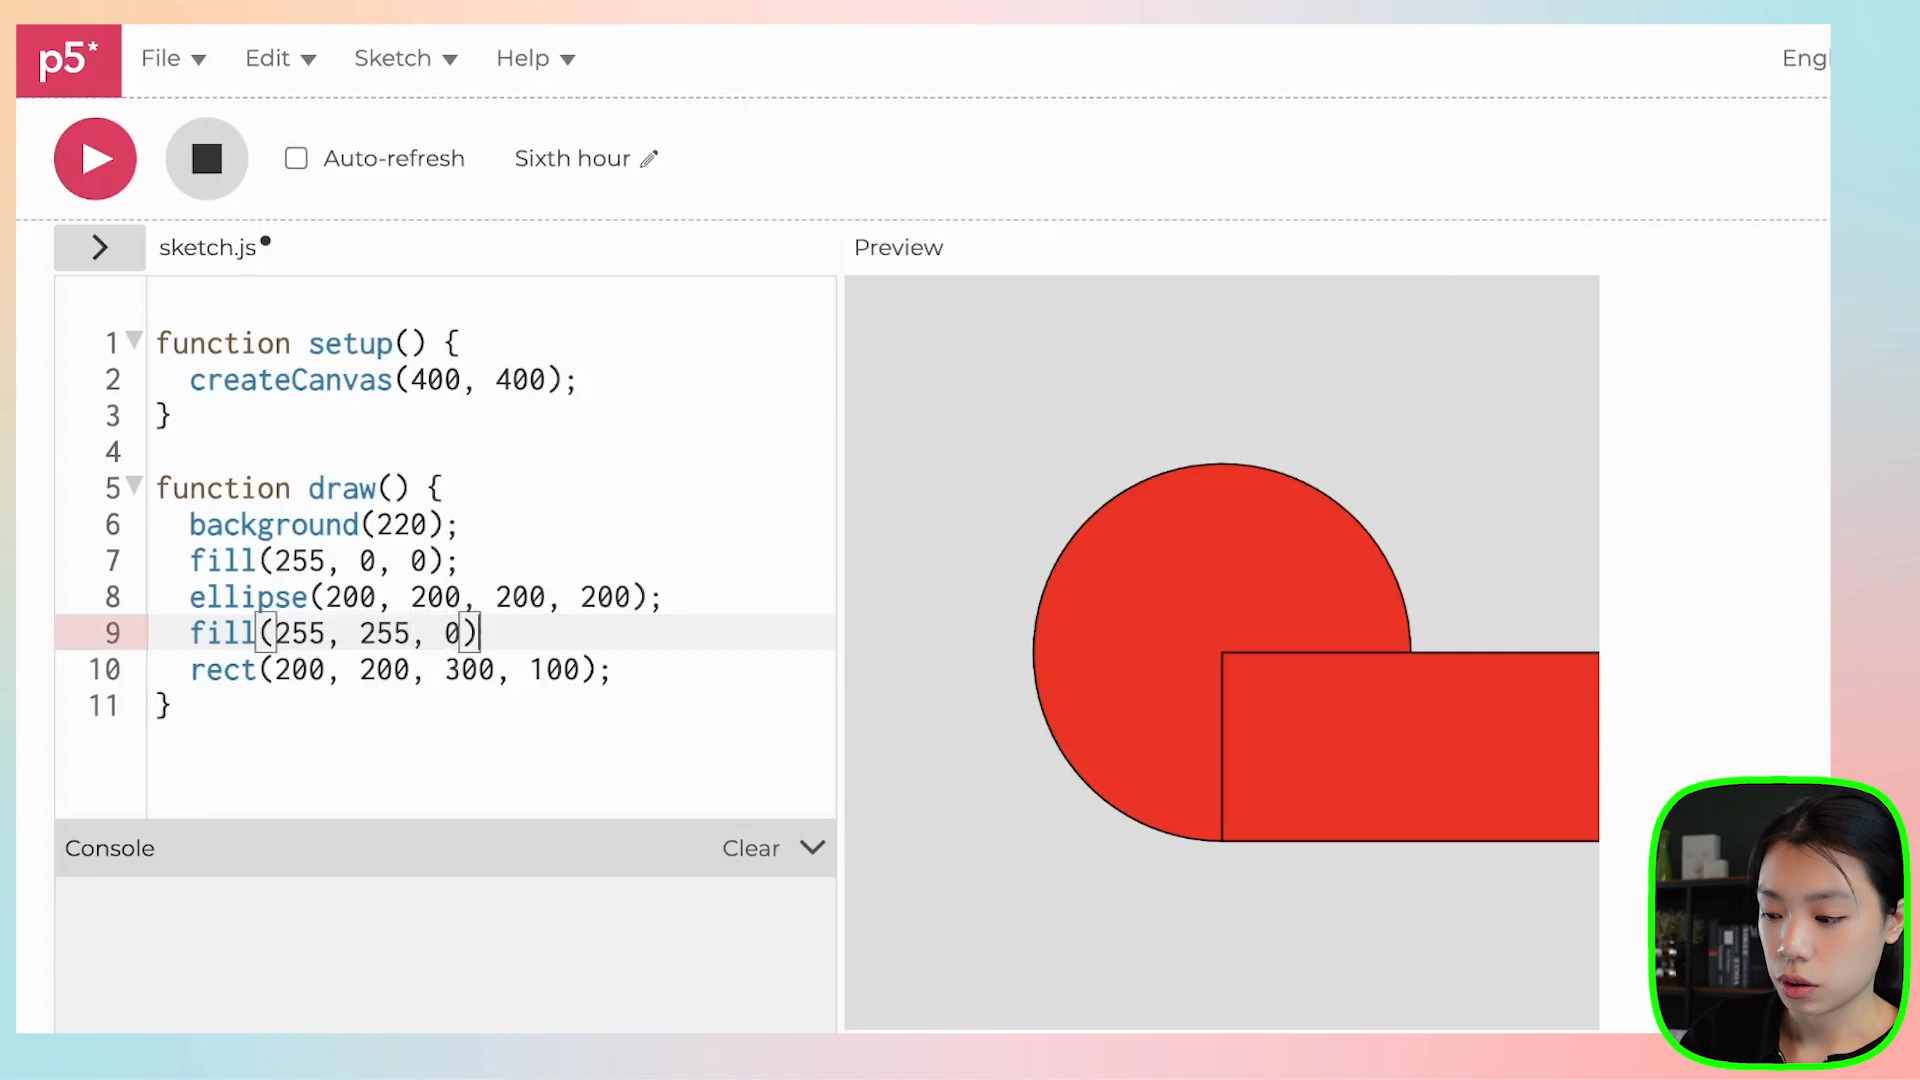 p5* File Edit Sketch Help Engl
Auto-refresh Sixth hour
sketch.js Preview
1 function setup() {
2 createCanvas(400, 400);
3 }
4
5 function draw() {
6 background(220);
7 fill(255, 0, 0);
8 ellipse(200, 200, 200, 200);
9 fill(255, 255, 0)
10 rect(200, 200, 300, 100);
11 }
Console Clear